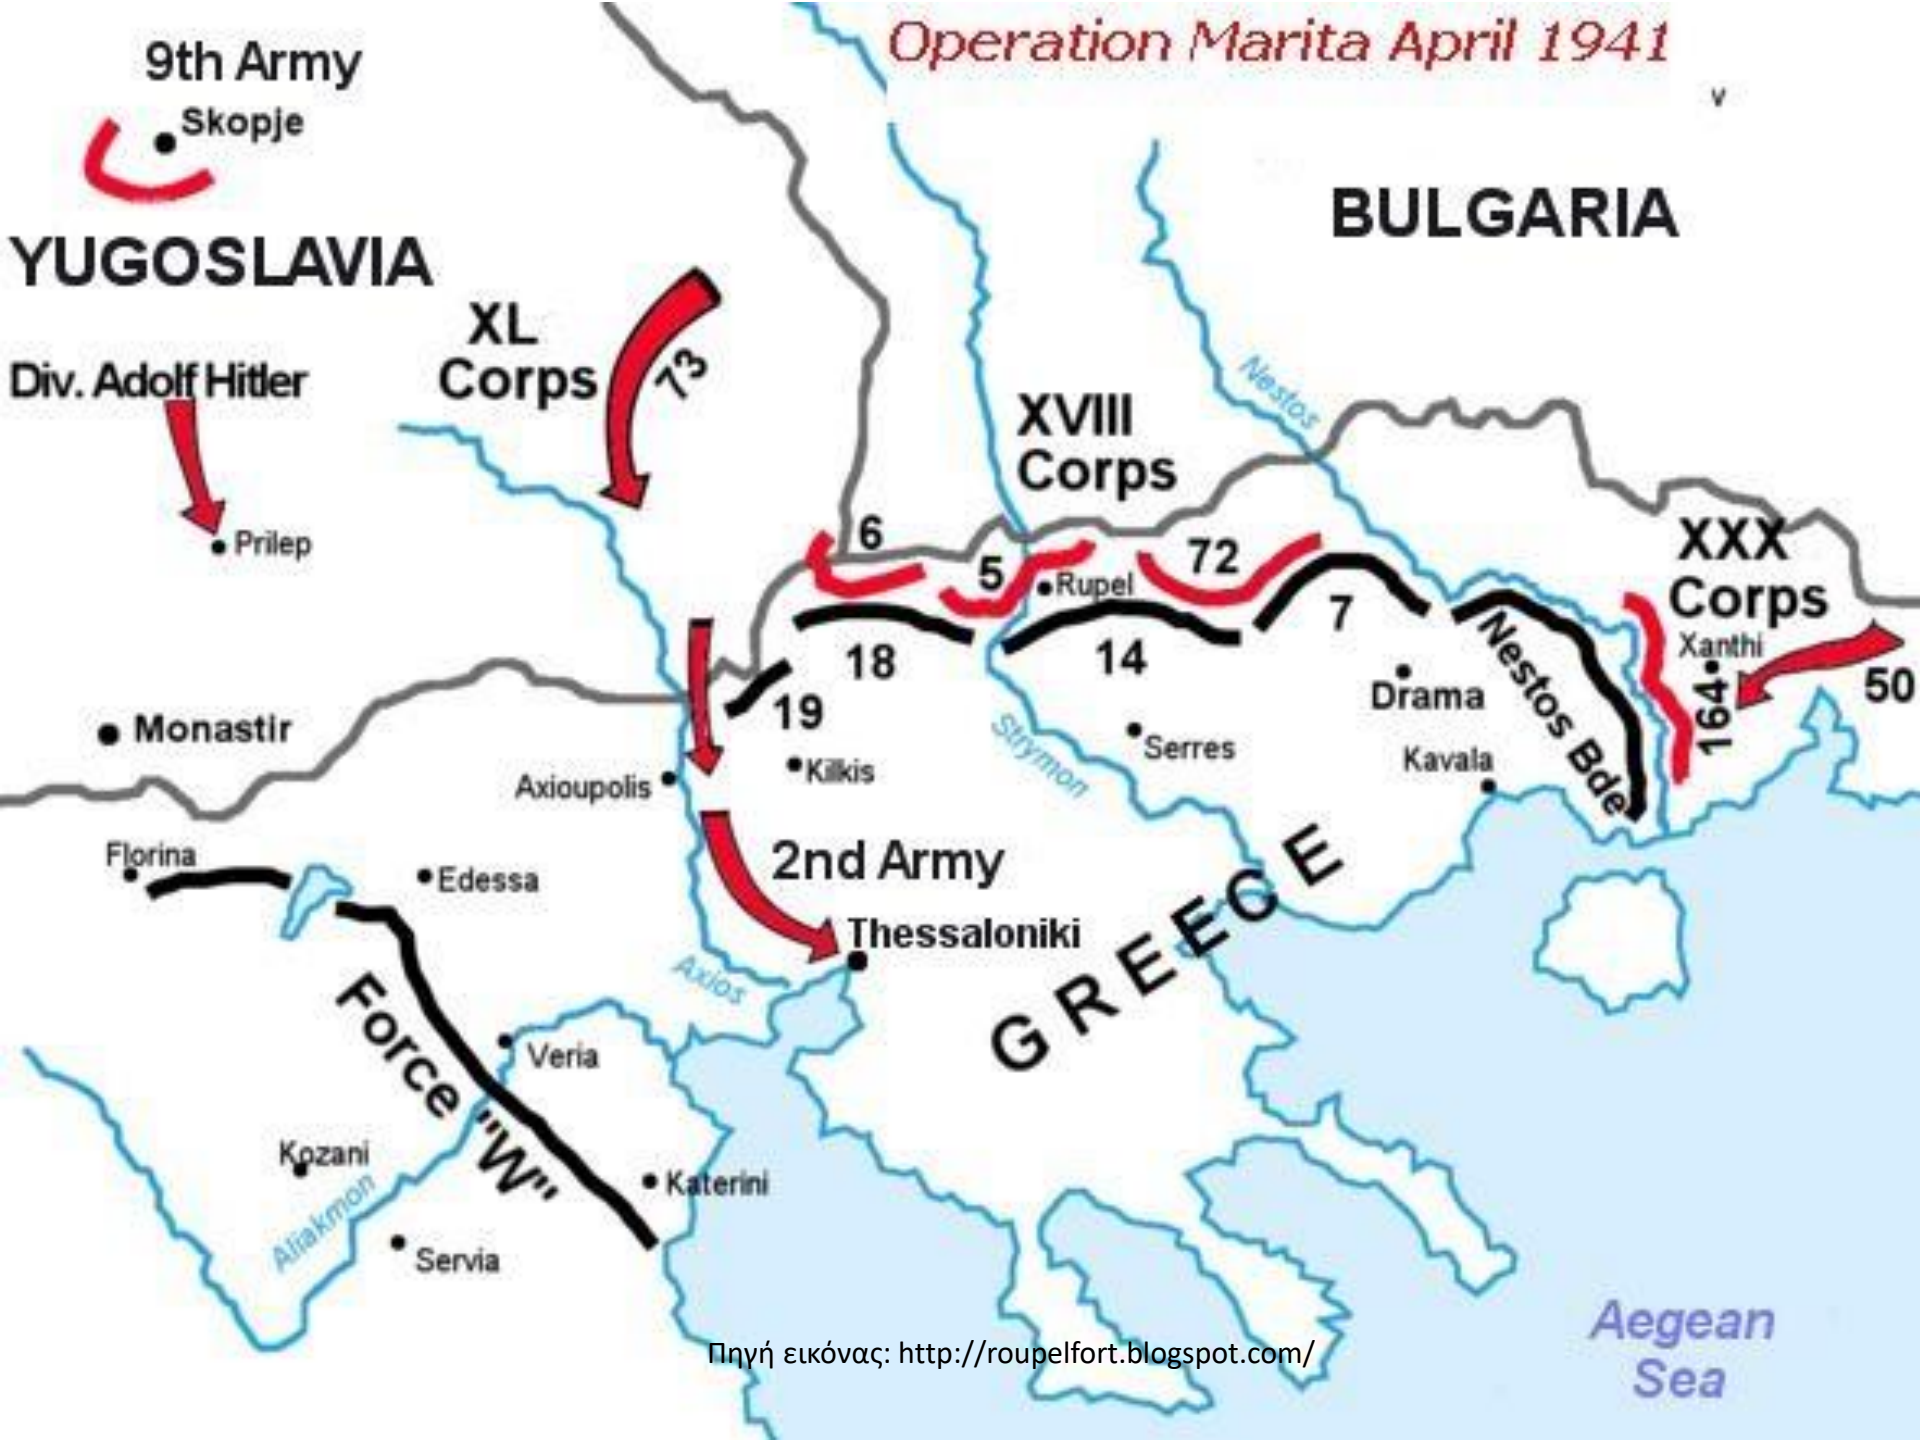 Operation Marita April 1941
9th Army
Skopje
v
YUGOSLAVIA
BULGARIA
XL
Corps
73
Div. Adolf Hitler
Prilep
Nestos
XVIII
Corps
6
5
Rupel
72
XXX
Corps
Xanthi
164
50
18
14
7
19
Nestos Bde
Drama
Monastir
Strymon
Serres
Kavala
Axioupolis
Kilkis
Florina
Edessa
2nd Army
Thessaloniki
GREECE
Axios
Force "W"
Veria
Kozani
Aliakmon
Katerini
Servia
Aegean
Sea
Πηγή εικόνας: http://roupelfort.blogspot.com/